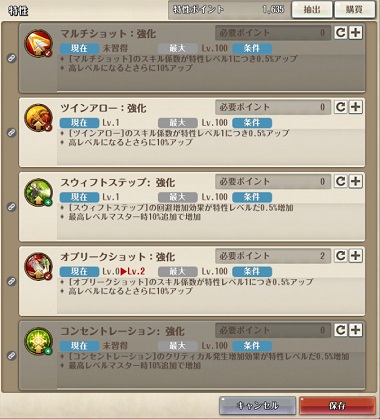 特性
特性ポイント 1,635 抽出 購買
マルチショット：強化 必要ポイント 0
現在 未習得 最大 Lv.100 条件
+ [マルチショット]のスキル係数が特性レベル1につき0.5%アップ
+ 高レベルになるとさらに10%アップ
ツインアロー：強化 必要ポイント 0
現在 Lv.1 最大 Lv.100 条件
+ [ツインアロー]のスキル係数が特性レベル1につき0.5%アップ
+ 高レベルになるとさらに10%アップ
スウィフトステップ: 強化 必要ポイント 0
現在 Lv.1 最大 Lv.100 条件
+ [スウィフトステップ]の回避増加効果が特性レベルだ0.5%増加
+ 最高レベルマスター時10%追加で増加
オブリークショット：強化 必要ポイント 2
現在 Lv.0▶Lv.2 最大 Lv.100 条件
+ [オブリークショット]のスキル係数が特性レベル1につき0.5%アップ
+ 高レベルになるとさらに10%アップ
コンセントレーション: 強化 必要ポイント 0
現在 未習得 最大 Lv.100 条件
+ [コンセントレーション]のクリティカル発生増加効果が特性レベルだ0.5%増加
+ 最高レベルマスター時10%追加で増加
キャンセル 保存